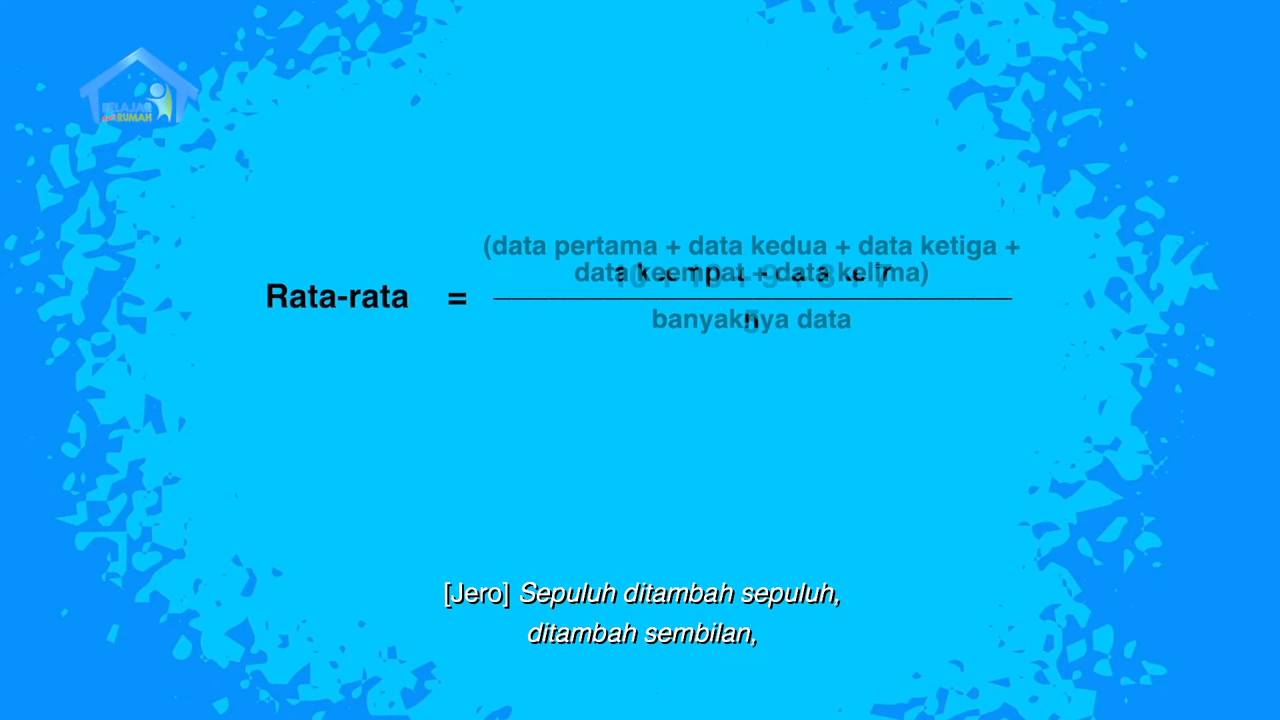 BELAJAR
dari RUMAH
(data pertama + data kedua + data ketiga +
data keempat + data kelima)
Rata-rata =
banyaknya data
[Jero] Sepuluh ditambah sepuluh,
ditambah sembilan,